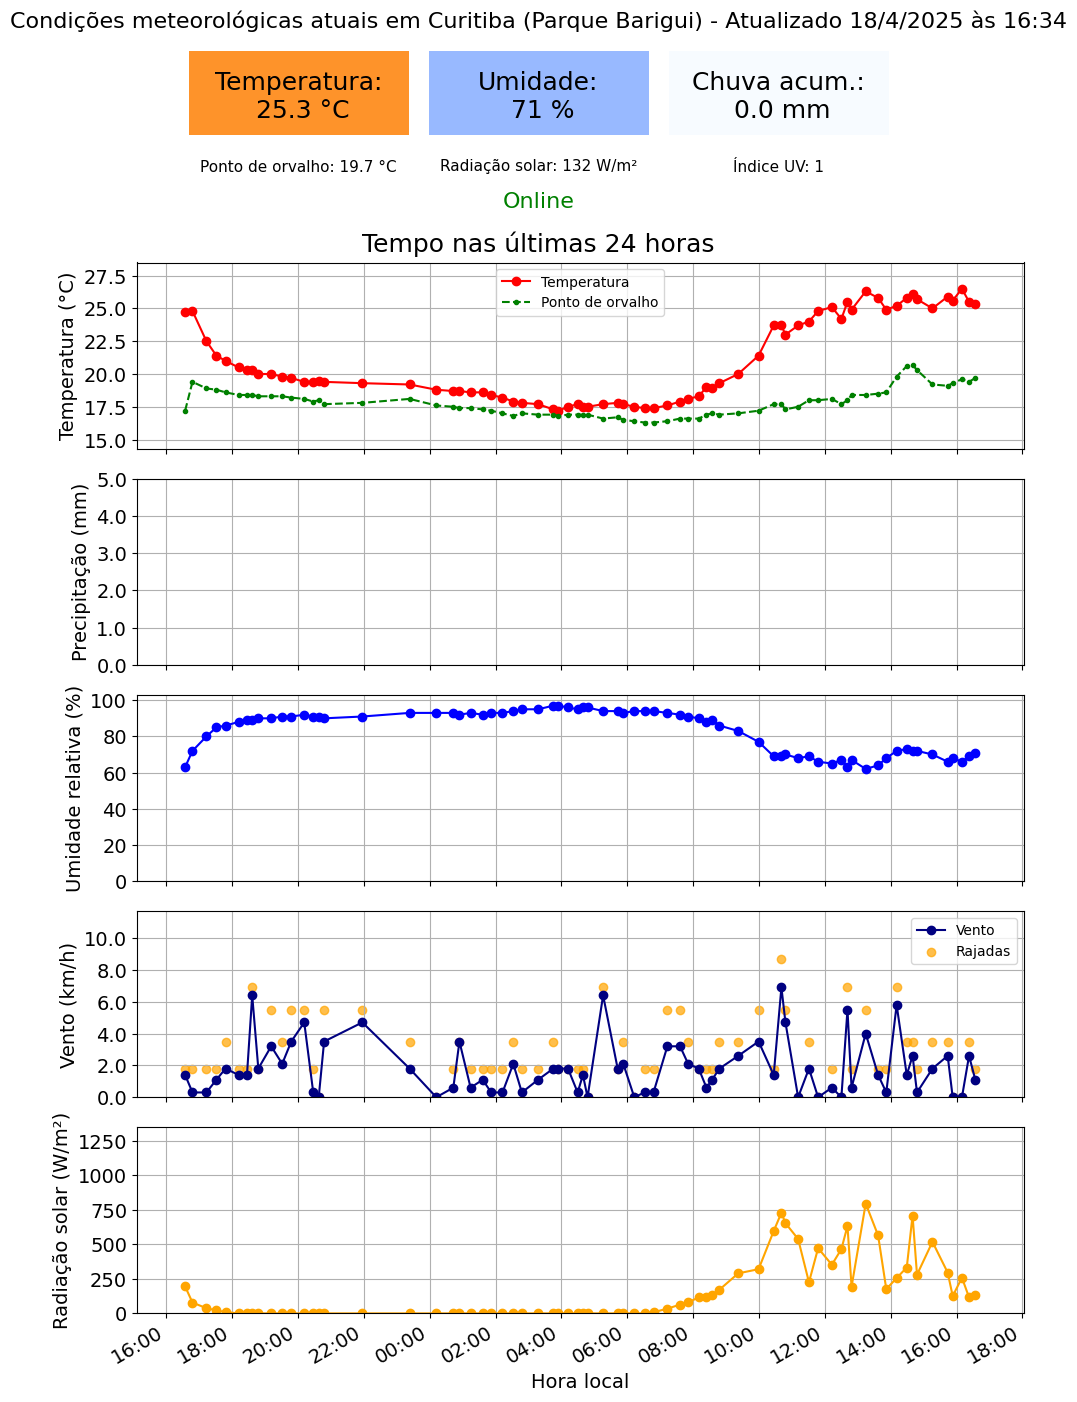 Condições meteorológicas atuais em Curitiba (Parque Barigui) - Atualizado 18/4/2025 às 16:34
Temperatura:
25.3 °C
Umidade:
71 %
Chuva acum.:
0.0 mm
Ponto de orvalho: 19.7 °C
Radiação solar: 132 W/m²
Índice UV: 1
Online
Tempo nas últimas 24 horas
Temperatura (°C)
27.5
25.0
22.5
20.0
17.5
15.0
Temperatura
Ponto de orvalho
Precipitação (mm)
5.0
4.0
3.0
2.0
1.0
0.0
Umidade relativa (%)
100
80
60
40
20
0
Vento (km/h)
10.0
8.0
6.0
4.0
2.0
0.0
Vento
Rajadas
Radiação solar (W/m²)
1250
1000
750
500
250
0
16:00
18:00
20:00
22:00
00:00
02:00
04:00
06:00
08:00
10:00
12:00
14:00
16:00
18:00
Hora local